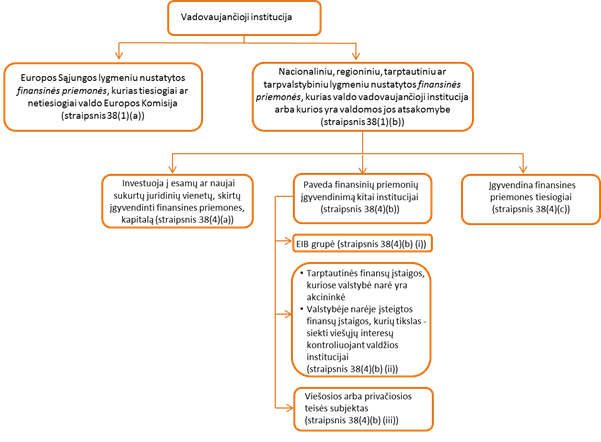 Vadovaujančioji institucija
Europos Sąjungos lygmeniu nustatytos
finansinės priemonės, kurias tiesiogiai ar
netiesiogiai valdo Europos Komisija
(straipsnis 38(1)(a))
Nacionaliniu, regioniniu, tarptautiniu ar
tarpvalstybiniu lygmeniu nustatytos finansinės
priemonės, kurias valdo vadovaujančioji institucija
arba kurios yra valdomos jos atsakomybe
(straipsnis 38(1)(b))
Investuoja į esamų ar naujai
sukurtų juridinių vienetų, skirtų
įgyvendinti finansines priemones,
kapitalą (straipsnis 38(4)(a))
Paveda finansinių priemonių
įgyvendinimą kitai institucijai
(straipsnis 38(4)(b))
Įgyvendina finansines
priemones tiesiogiai
(straipsnis 38(4)(c))
EIB grupė (straipsnis 38(4)(b) (i))
• Tarptautinės finansų įstaigos,
kuriose valstybė narė yra
akcininkė
• Valstybėje narėje įsteigtos
finansų įstaigos, kurių tikslas -
siekti viešųjų interesų
kontroliuojant valdžios
institucijai
(straipsnis 38(4)(b) (ii))
Viešosios arba privačiosios
teisės subjektas
(straipsnis 38(4)(b) (iii))